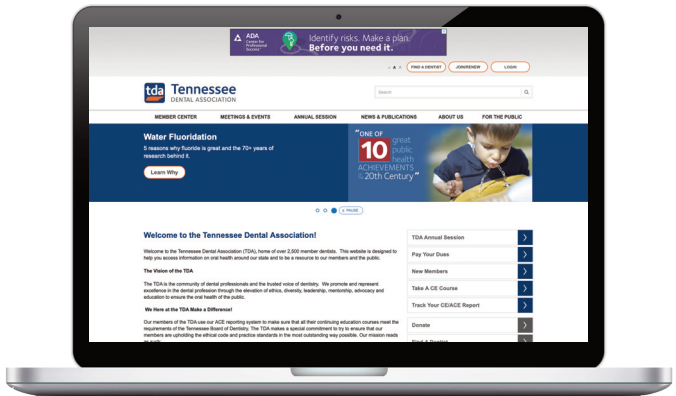 ADA
Center for
Professional
Success
Identify risks. Make a plan.
Before you need it.
A A A
FIND A DENTIST
JOIN/RENEW
LOGIN
tda
Tennessee
DENTAL ASSOCIATION
Search
MEMBER CENTER
MEETINGS & EVENTS
ANNUAL SESSION
NEWS & PUBLICATIONS
ABOUT US
FOR THE PUBLIC
Water Fluoridation
5 reasons why fluoride is great and the 70+ years of
research behind it.
Learn Why
"ONE OF
10
great
public
health
ACHIEVEMENTS
20th Century"
PAUSE
Welcome to the Tennessee Dental Association!
Welcome to the Tennessee Dental Association (TDA), home of over 2,500 member dentists. This website is designed to
help you access information on oral health around our state and to be a resource to our members and the public.
The Vision of the TDA
The TDA is the community of dental professionals and the trusted voice of dentistry. We promote and represent
excellence in the dental profession through the elevation of ethics, diversity, leadership, mentorship, advocacy and
education to ensure the oral health of the public.
We Here at the TDA Make a Difference!
Our members of the TDA use our ACE reporting system to make sure that all their continuing education courses meet the
requirements of the Tennessee Board of Dentistry. The TDA makes a special commitment to try to ensure that our
members are upholding the ethical code and practice standards in the most outstanding way possible. Our mission reads
TDA Annual Session
Pay Your Dues
New Members
Take A CE Course
Track Your CE/ACE Report
Donate
Find A Dentist